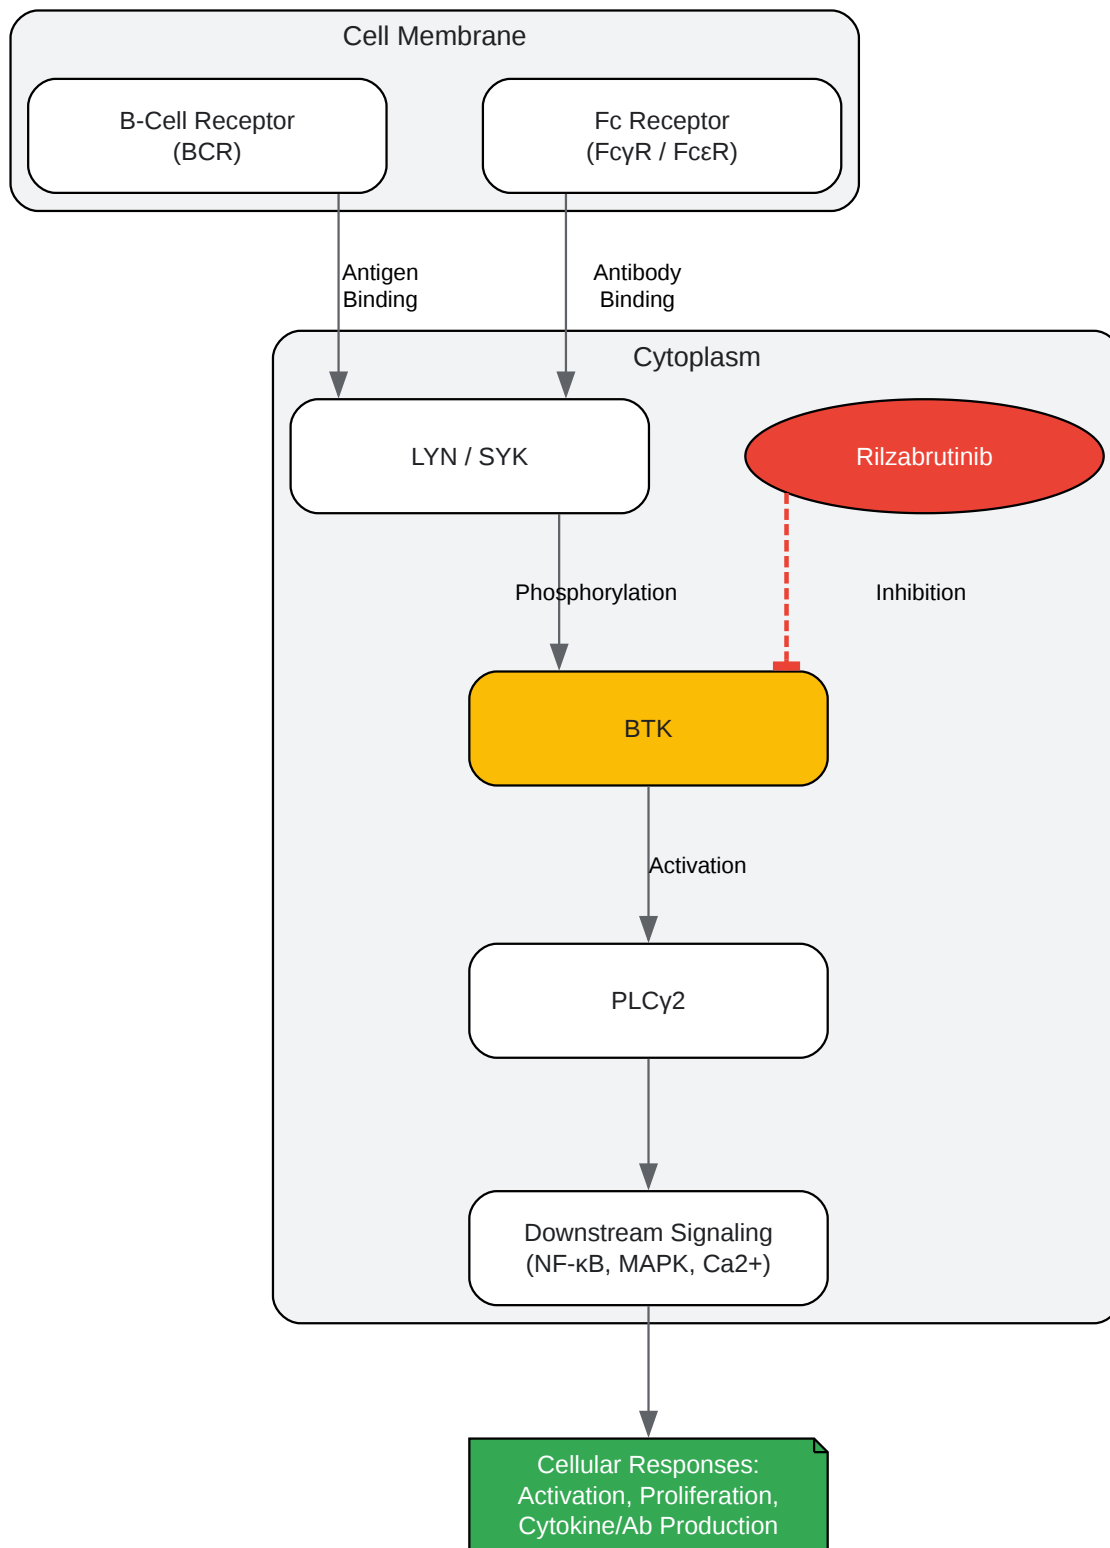 Cell Membrane
B-Cell Receptor
(BCR)
Fc Receptor
(FcγR / FcεR)
Antigen
Binding
Antibody
Binding
Cytoplasm
LYN / SYK
Rilzabrutinib
Phosphorylation
Inhibition
BTK
Activation
PLCγ2
Downstream Signaling
(NF-κB, MAPK, Ca2+)
Cellular Responses:
Activation, Proliferation,
Cytokine/Ab Production